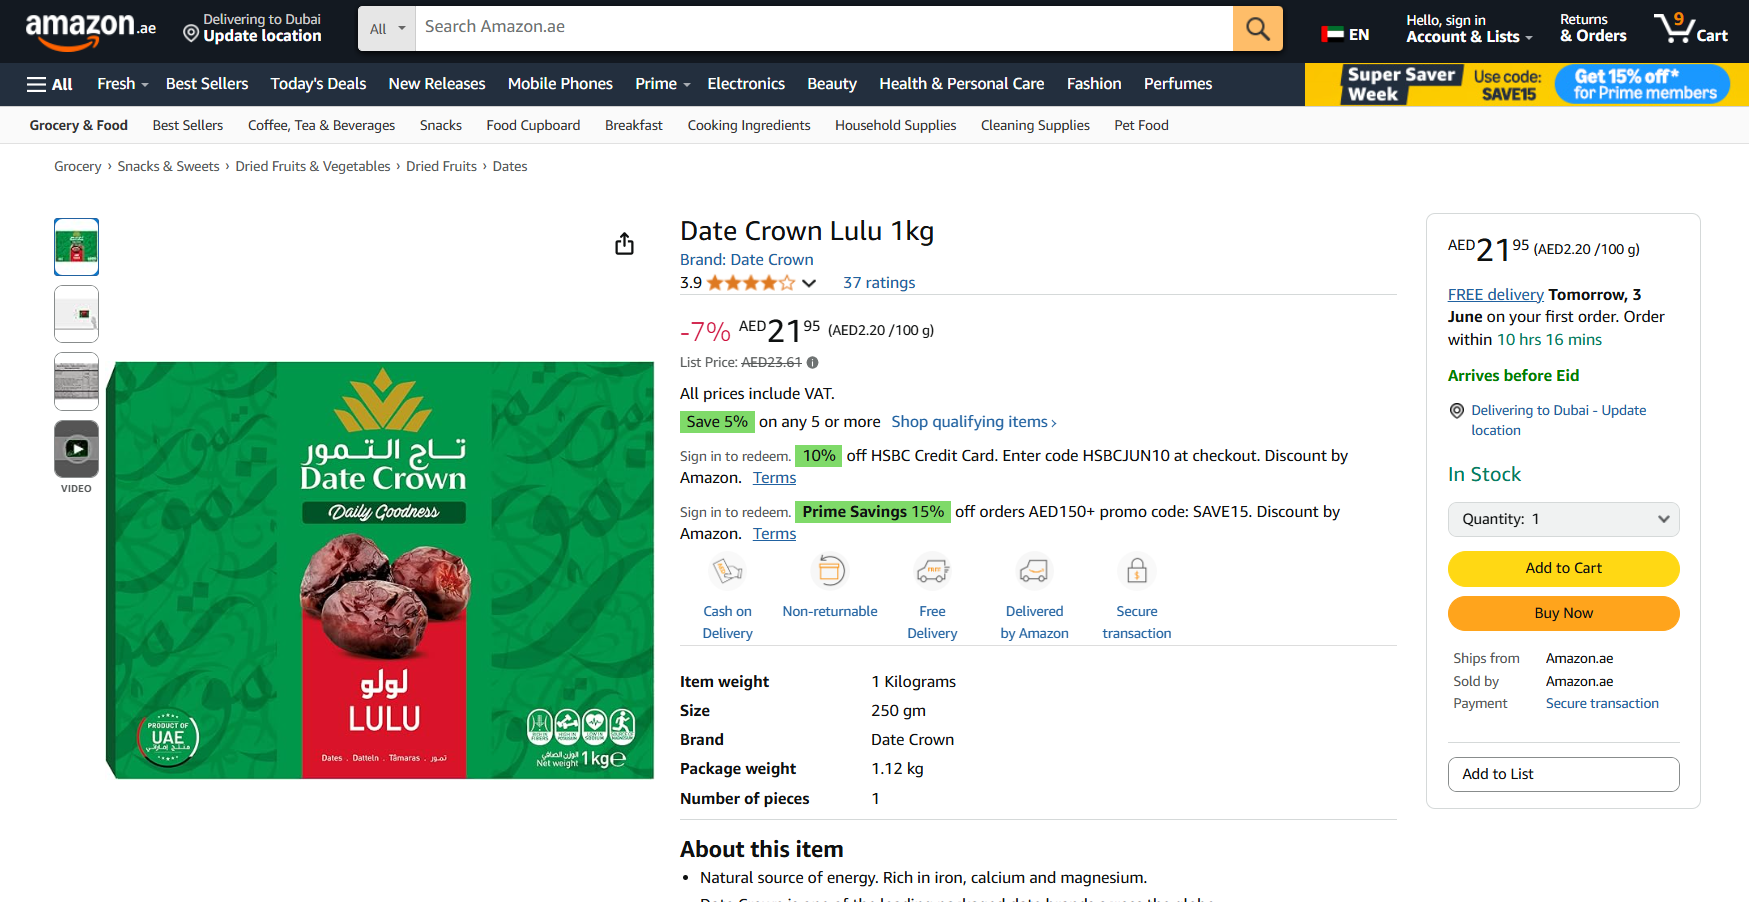 amazon.ae
Delivering to Dubai
Update location
All
Search Amazon.ae
EN
Hello, sign in
Account & Lists
Returns
& Orders
9
Cart
All
Fresh
Best Sellers
Today's Deals
New Releases
Mobile Phones
Prime
Electronics
Beauty
Health & Personal Care
Fashion
Perfumes
Super Saver
Week
Use code:
SAVE15
Get 15% off*
for Prime members
Grocery & Food
Best Sellers
Coffee, Tea & Beverages
Snacks
Food Cupboard
Breakfast
Cooking Ingredients
Household Supplies
Cleaning Supplies
Pet Food
Grocery › Snacks & Sweets › Dried Fruits & Vegetables › Dried Fruits › Dates
VIDEO
تاج التمور
Date Crown
Daily Goodness
لولو
LULU
Dates . Datteln . Tâmaras . تمور
PRODUCT OF
UAE
منتج إماراتي
الوزن الصافي
Net weight 1kg e
Date Crown Lulu 1kg
Brand: Date Crown
3.9
37 ratings
-7% AED21 95 (AED2.20 /100 g)
List Price: AED23.61
All prices include VAT.
Save 5% on any 5 or more Shop qualifying items ›
Sign in to redeem. 10% off HSBC Credit Card. Enter code HSBCJUN10 at checkout. Discount by
Amazon. Terms
Sign in to redeem. Prime Savings 15% off orders AED150+ promo code: SAVE15. Discount by
Amazon. Terms
FREE
Cash on
Delivery
Non-returnable
Free
Delivery
Delivered
by Amazon
Secure
transaction
Item weight 1 Kilograms
Size 250 gm
Brand Date Crown
Package weight 1.12 kg
Number of pieces 1
About this item
• Natural source of energy. Rich in iron, calcium and magnesium.
AED21 95 (AED2.20 /100 g)
FREE delivery Tomorrow, 3
June on your first order. Order
within 10 hrs 16 mins
Arrives before Eid
Delivering to Dubai - Update
location
In Stock
Quantity: 1
Add to Cart
Buy Now
Ships from Amazon.ae
Sold by Amazon.ae
Payment Secure transaction
Add to List